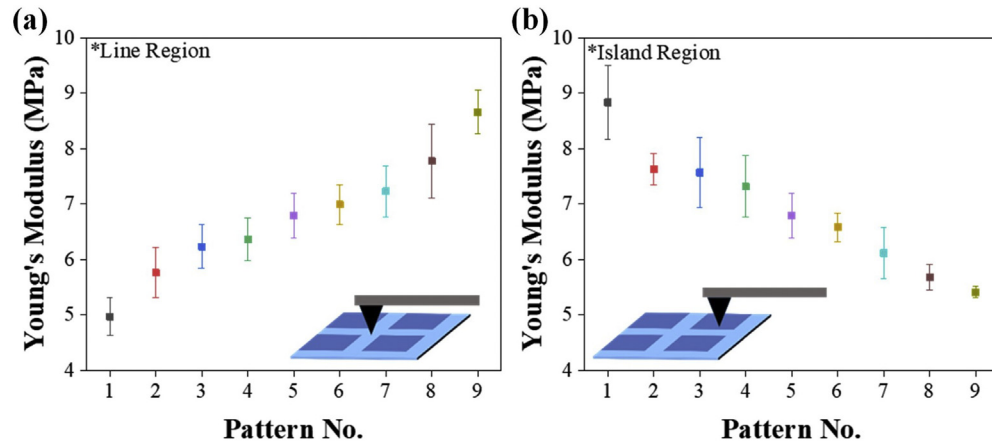 (a)
*Line Region
Young's Modulus (MPa)
10
9
8
7
6
5
4
1 2 3 4 5 6 7 8 9
Pattern No.
(b)
*Island Region
Young's Modulus (MPa)
10
9
8
7
6
5
4
1 2 3 4 5 6 7 8 9
Pattern No.